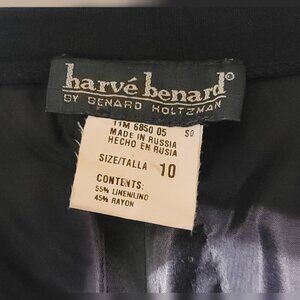 harvé benard®
BY BENARD HOLTZMAN
11M 6850 05 SO
MADE IN RUSSIA
HECHO EN RUSIA
SIZE/TALLA 10
CONTENTS:
55% LINEN/LINO
45% RAYON